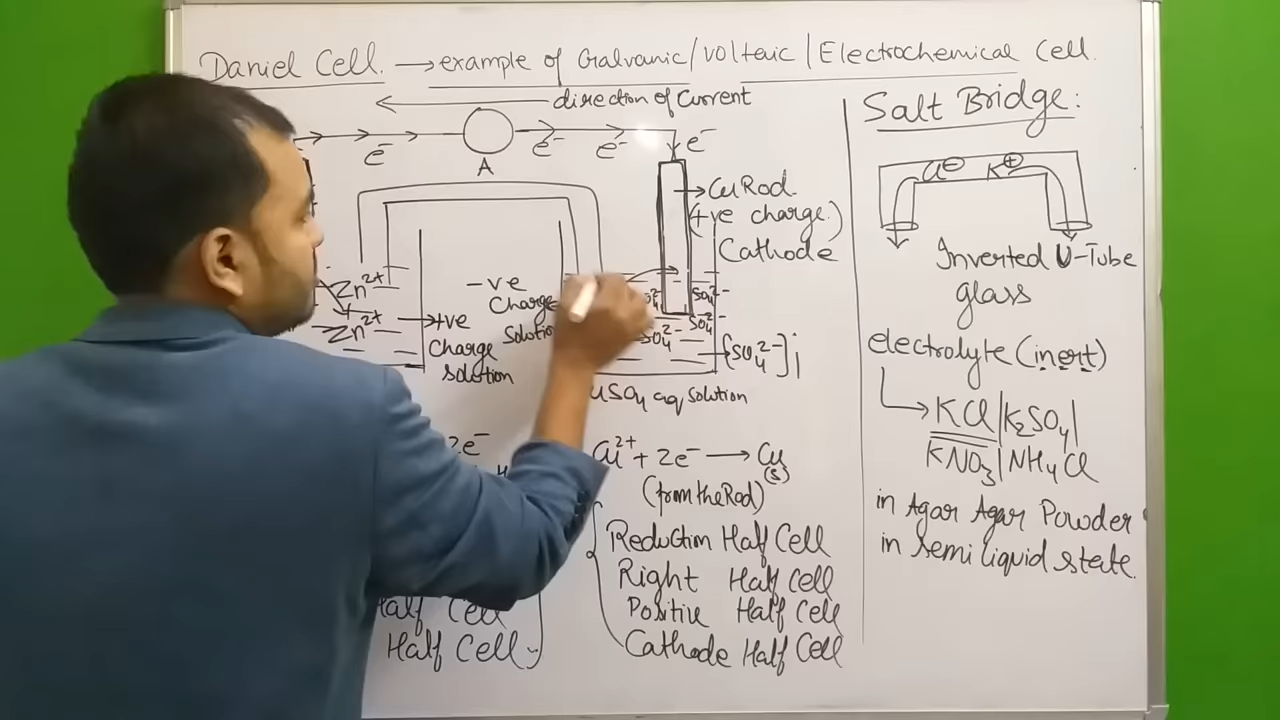 Daniel Cell. → example of Galvanic/Volteuic | Electrochemical Cell.
direction of Current
e⁻ e⁻ e⁻ e⁻
A
Cu Rod.
(+ve charge.)
Cathode
Zn²⁺
Zn²⁺
+ve
Charge
solution
-ve
Charge
Solution
SO₄²⁻
SO₄²⁻
SO₄²⁻
[SO₄²⁻]
aq solution
2e⁻
Cu²⁺ + 2e⁻ → Cu
(s)
(from the Rod)
Reduction Half Cell
Right Half Cell
Positive Half Cell
Cathode Half Cell
Half Cell
Half Cell
Salt Bridge:
Cl⊖ K⊕
Inverted U-Tube
glass
electrolyte (inert)
KCl|K₂SO₄|
KNO₃|NH₄Cl
in Agar Agar Powder
in semi liquid state.